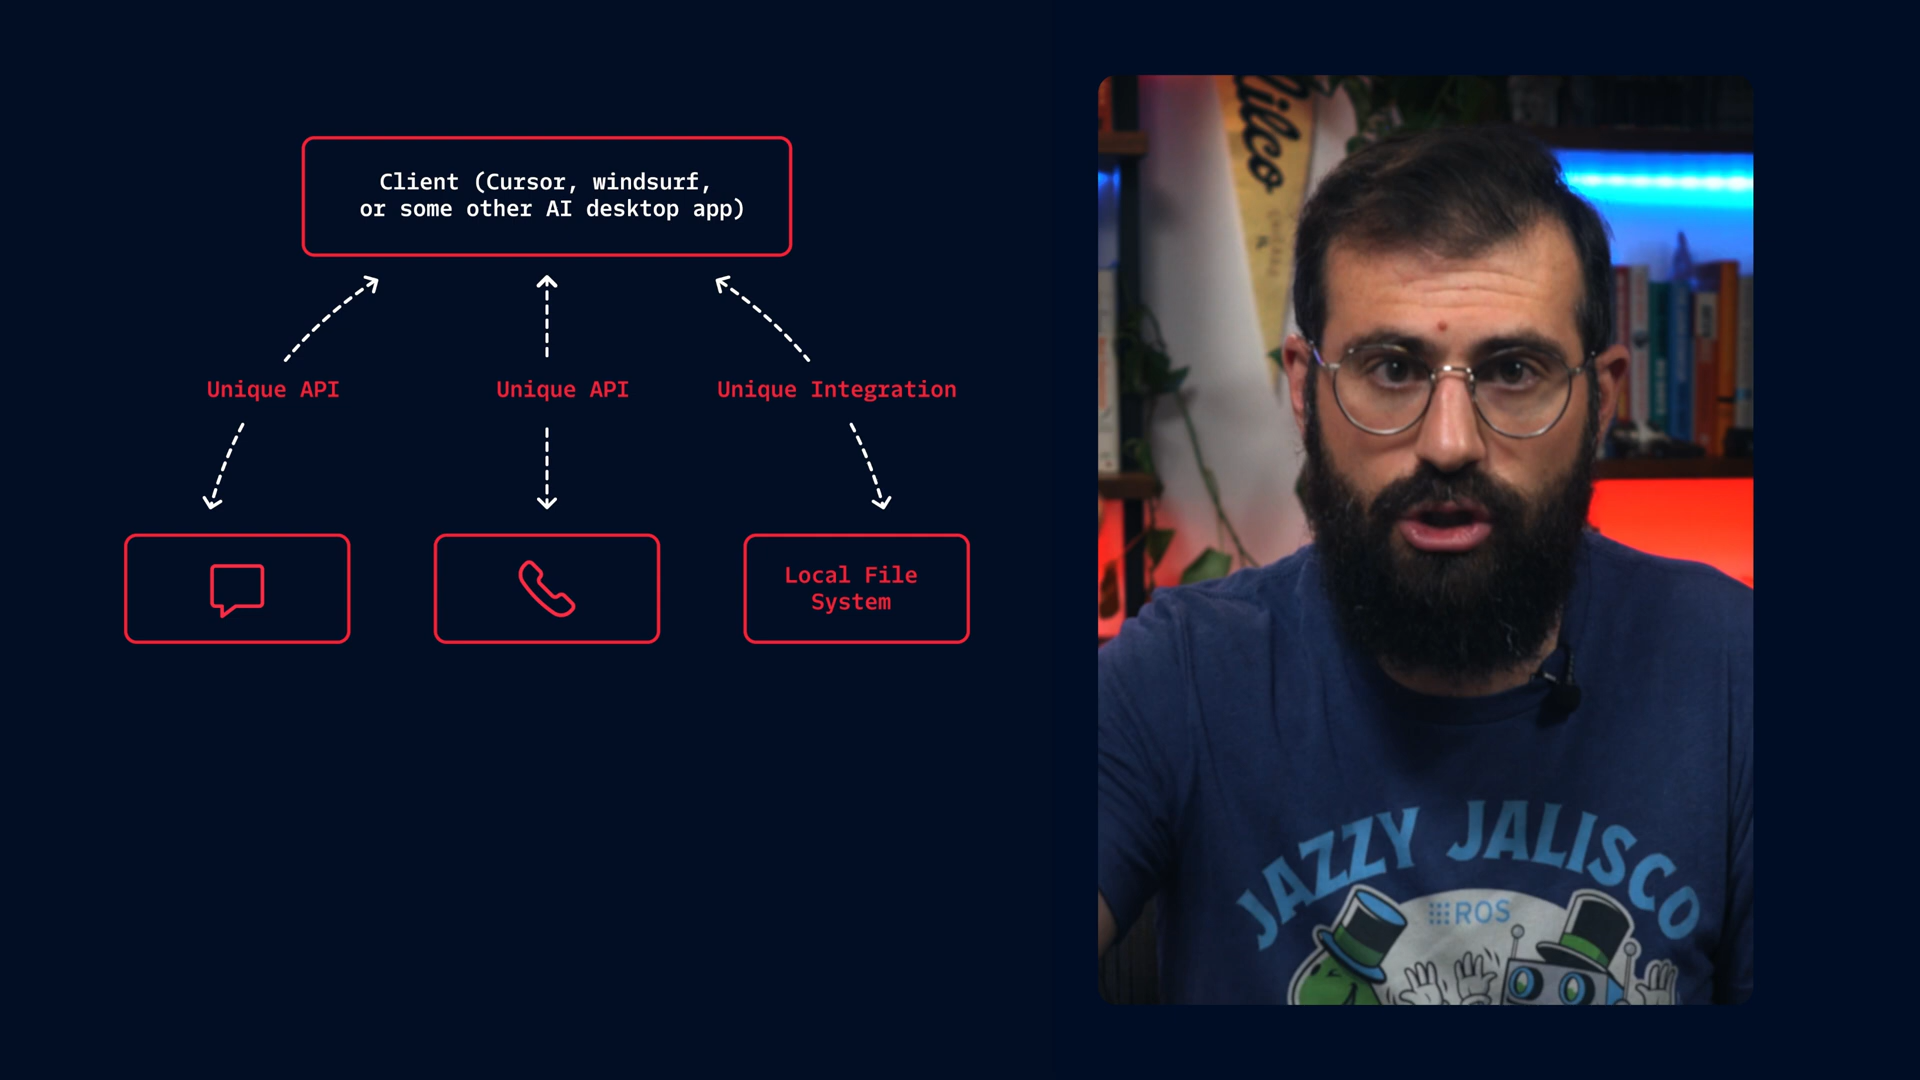 Client (Cursor, windsurf,
or some other AI desktop app)
Unique API
Unique API
Unique Integration
Local File
System
JAZZY JALISCO
ROS